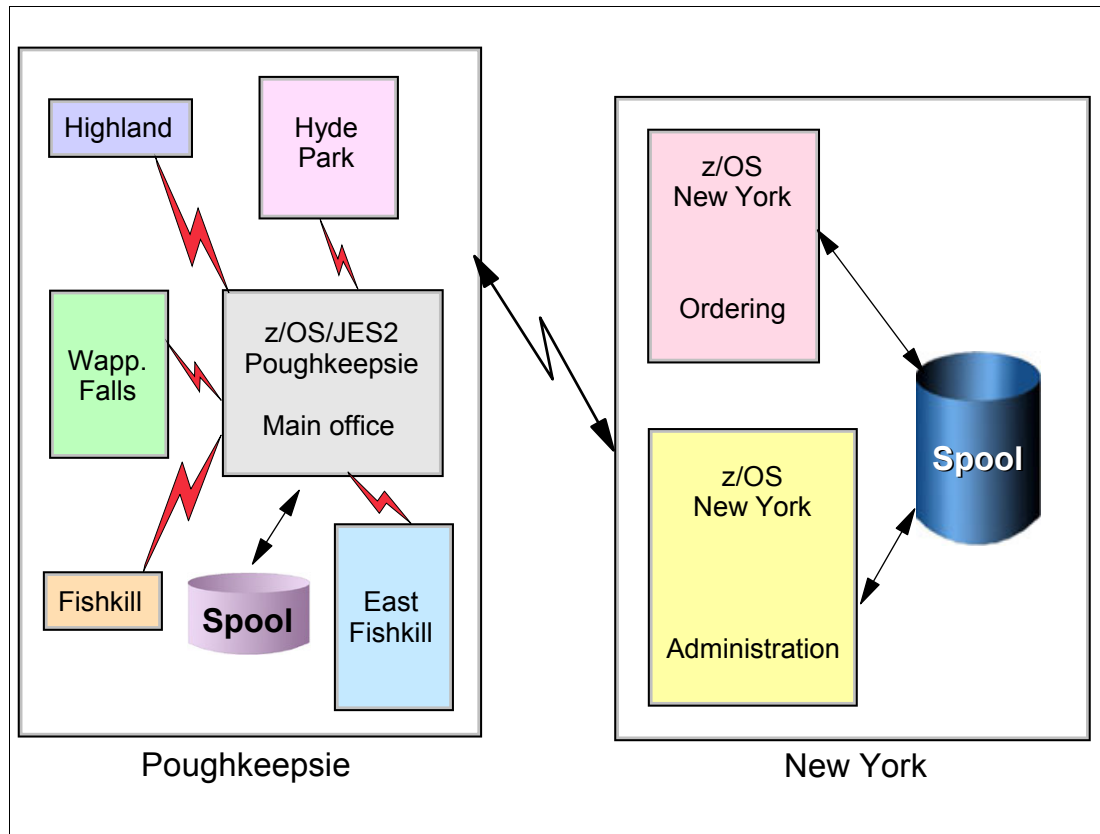 Highland
Hyde
Park
Wapp.
Falls
z/OS/JES2
Poughkeepsie
Main office
Fishkill
Spool
East
Fishkill
Poughkeepsie
z/OS
New York
Ordering
Spool
z/OS
New York
Administration
New York